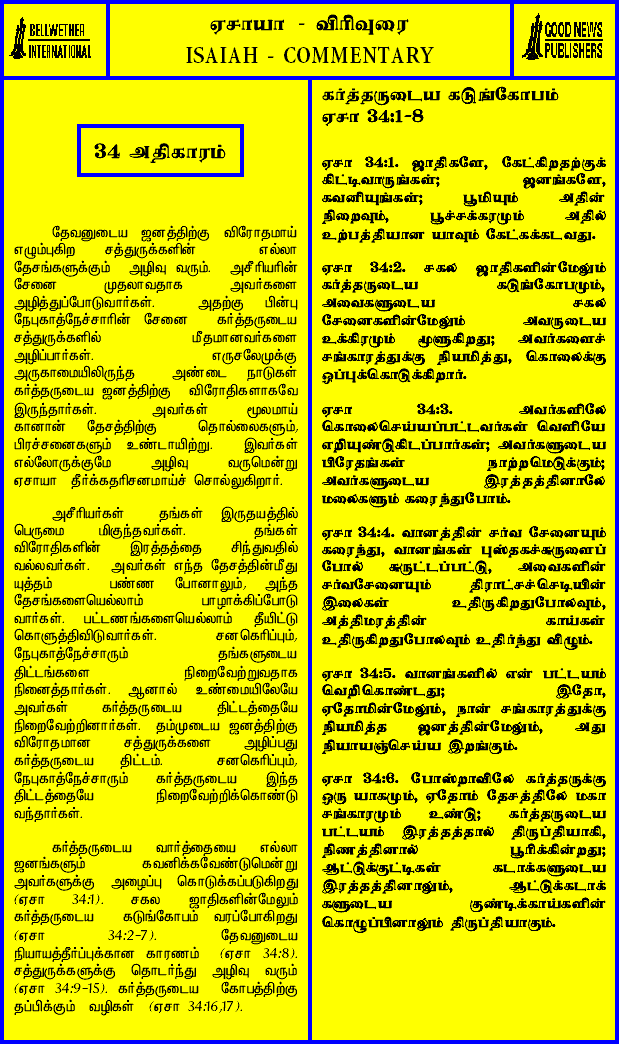 BELLWETHER
INTERNATIONAL
ஏசாயா - விரிவுரை
ISAIAH - COMMENTARY
GOOD NEWS
PUBLISHERS
34 அதிகாரம்
தேவனுடைய ஜனத்திற்கு விரோதமாய்
எழும்புகிற சத்துருக்களின் எல்லா
தேசங்களுக்கும் அழிவு வரும். அசீரியரின்
சேனை முதலாவதாக அவர்களை
அழித்துப்போடுவார்கள். அதற்கு பின்பு
நேபுகாத்நேச்சாரின் சேனை கர்த்தருடைய
சத்துருக்களில் மீதமானவர்களை
அழிப்பார்கள். எருசலேமுக்கு
அருகாமையிலிருந்த அண்டை நாடுகள்
கர்த்தருடைய ஜனத்திற்கு விரோதிகளாகவே
இருந்தார்கள். அவர்கள் மூலமாய்
கானான் தேசத்திற்கு தொல்லைகளும்,
பிரச்சனைகளும் உண்டாயிற்று. இவர்கள்
எல்லோருக்குமே அழிவு வருமென்று
ஏசாயா தீர்க்கதரிசனமாய்ச் சொல்லுகிறார்.
அசீரியர்கள் தங்கள் இருதயத்தில்
பெருமை மிகுந்தவர்கள். தங்கள்
விரோதிகளின் இரத்தத்தை சிந்துவதில்
வல்லவர்கள். அவர்கள் எந்த தேசத்தின்மீது
யுத்தம் பண்ண போனாலும், அந்த
தேசங்களையெல்லாம் பாழாக்கிப்போடு
வார்கள். பட்டணங்களையெல்லாம் தீயிட்டு
கொளுத்திவிடுவார்கள். சனகெரிப்பும்,
நேபுகாத்நேச்சாரும் தங்களுடைய
திட்டங்களை நிறைவேற்றுவதாக
நினைத்தார்கள். ஆனால் உண்மையிலேயே
அவர்கள் கர்த்தருடைய திட்டத்தையே
நிறைவேற்றினார்கள். தம்முடைய ஜனத்திற்கு
விரோதமான சத்துருக்களை அழிப்பது
கர்த்தருடைய திட்டம். சனகெரிப்பும்,
நேபுகாத்நேச்சாரும் கர்த்தருடைய இந்த
திட்டத்தையே நிறைவேற்றிக்கொண்டு
வந்தார்கள்.
கர்த்தருடைய வார்த்தையை எல்லா
ஜனங்களும் கவனிக்கவேண்டுமென்று
அவர்களுக்கு அழைப்பு கொடுக்கப்படுகிறது
(ஏசா 34:1). சகல ஜாதிகளின்மேலும்
கர்த்தருடைய கடுங்கோபம் வரப்போகிறது
(ஏசா 34:2-7). தேவனுடைய
நியாயத்தீர்ப்புக்கான காரணம் (ஏசா 34:8).
சத்துருக்களுக்கு தொடர்ந்து அழிவு வரும்
(ஏசா 34:9-15). கர்த்தருடைய கோபத்திற்கு
தப்பிக்கும் வழிகள் (ஏசா 34:16,17).
கர்த்தருடைய கடுங்கோபம்
ஏசா 34:1-8
ஏசா 34:1. ஜாதிகளே, கேட்கிறதற்குக்
கிட்டிவாருங்கள்; ஜனங்களே,
கவனியுங்கள்; பூமியும் அதின்
நிறைவும், பூச்சக்கரமும் அதில்
உற்பத்தியான யாவும் கேட்கக்கடவது.
ஏசா 34:2. சகல ஜாதிகளின்மேலும்
கர்த்தருடைய கடுங்கோபமும்,
அவைகளுடைய சகல
சேனைகளின்மேலும் அவருடைய
உக்கிரமும் மூளுகிறது; அவர்களைச்
சங்காரத்துக்கு நியமித்து, கொலைக்கு
ஒப்புக்கொடுக்கிறார்.
ஏசா 34:3. அவர்களிலே
கொலைசெய்யப்பட்டவர்கள் வெளியே
எறியுண்டுகிடப்பார்கள்; அவர்களுடைய
பிரேதங்கள் நாற்றமெடுக்கும்;
அவர்களுடைய இரத்தத்தினாலே
மலைகளும் கரைந்துபோம்.
ஏசா 34:4. வானத்தின் சர்வ சேனையும்
கரைந்து, வானங்கள் புஸ்தகச்சுருளைப்
போல் சுருட்டப்பட்டு, அவைகளின்
சர்வசேனையும் திராட்சச்செடியின்
இலைகள் உதிருகிறதுபோலவும்,
அத்திமரத்தின் காய்கள்
உதிருகிறதுபோலவும் உதிர்ந்து விழும்.
ஏசா 34:5. வானங்களில் என் பட்டயம்
வெறிகொண்டது; இதோ,
ஏதோமின்மேலும், நான் சங்காரத்துக்கு
நியமித்த ஜனத்தின்மேலும், அது
நியாயஞ்செய்ய இறங்கும்.
ஏசா 34:6. போஸ்றாவிலே கர்த்தருக்கு
ஒரு யாகமும், ஏதோம் தேசத்திலே மகா
சங்காரமும் உண்டு; கர்த்தருடைய
பட்டயம் இரத்தத்தால் திருப்தியாகி,
நிணத்தினால் பூரிக்கின்றது;
ஆட்டுக்குட்டிகள் கடாக்களுடைய
இரத்தத்தினாலும், ஆட்டுக்கடாக்
களுடைய குண்டிக்காய்களின்
கொழுப்பினாலும் திருப்தியாகும்.